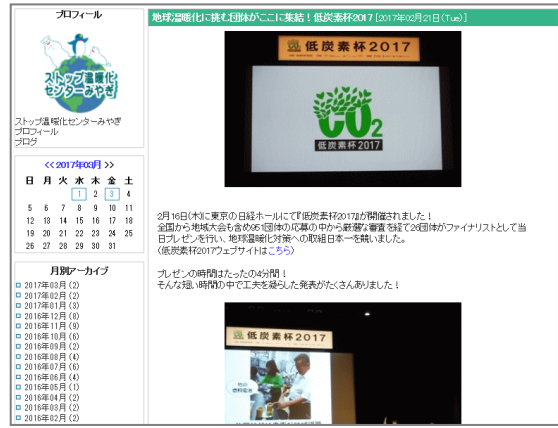 プロフィール
ストップ温暖化
センターみやぎ
ストップ温暖化センターみやぎ
プロフィール
ブログ
<<2017年03月>>
日 月 火 水 木 金 土
1 2 3 4
5 6 7 8 9 10 11
12 13 14 15 16 17 18
19 20 21 22 23 24 25
26 27 28 29 30 31
月別アーカイブ
2017年03月 (2)
2017年02月 (2)
2017年01月 (3)
2016年12月 (8)
2016年11月 (9)
2016年10月 (6)
2016年09月 (2)
2016年08月 (4)
2016年07月 (6)
2016年06月 (4)
2016年05月 (1)
2016年04月 (2)
2016年03月 (2)
2016年02月 (2)
地球温暖化に挑む団体がここに集結！低炭素杯2017 [2017年02月21日(Tue)]
低炭素杯2017
CO2
低炭素杯2017
2月16日(木)に東京の日経ホールにて『低炭素杯2017』が開催されました！
全国から地域大会も含め951団体の応募の中から厳選な審査を経て26団体がファイナリストとして当
日プレゼンを行い、地球温暖化対策への取組日本一を競いました。
（低炭素杯2017ウェブサイトはこちら）
プレゼンの時間はたったの4分間！
そんな短い時間の中で工夫を凝らした発表がたくさんありました！
低炭素杯2017